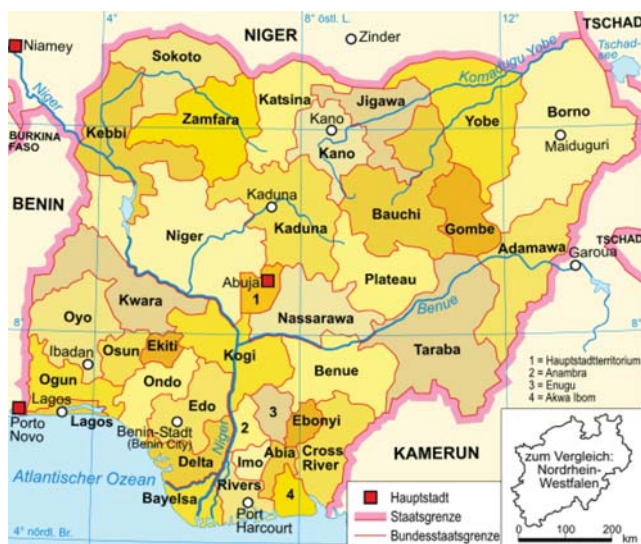 4°
NIGER
8° östl. L.
Zinder
12°
TSCHAD
Niamey
Sokoto
Komadugu Yobe
Tschad-
see
Niger
Katsina
Jigawa
Kebbi
Zamfara
Kano
Yobe
Borno
BURKINA
FASO
Kano
Maiduguri
BENIN
Kaduna
Bauchi
Niger
Kaduna
Gombe
Adamawa
TSCHAD
Garoua
Abuja
Plateau
1
Kwara
Nassarawa
Benue
8°
8°
Oyo
Taraba
Ibadan
Osun
Ekiti
Kogi
Benue
1 = Hauptstadtterritorium
2 = Anambra
3 = Enugu
4 = Akwa Ibom
Ogun
Ondo
Lagos
Edo
3
Ebonyi
Porto
Novo
Lagos
Benin-Stadt
(Benin City)
Niger
2
Cross
River
KAMERUN
zum Vergleich:
Nordrhein-
Westfalen
Atlantischer Ozean
Delta
Imo
Abia
Bayelsa
Rivers
4
Hauptstadt
Staatsgrenze
Bundesstaatsgrenze
4° nördl. Br.
Port
Harcourt
0 100 200
km